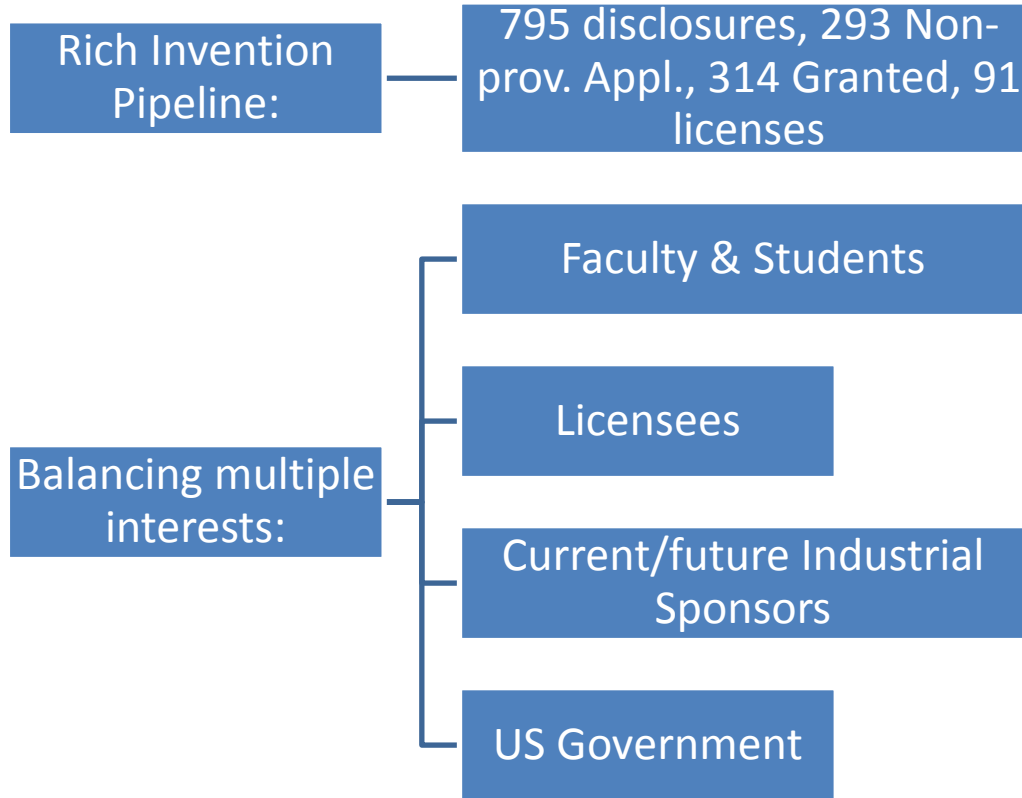 Rich Invention
Pipeline:
795 disclosures, 293 Non-
prov. Appl., 314 Granted, 91
licenses
Balancing multiple
interests:
Faculty & Students
Licensees
Current/future Industrial
Sponsors
US Government